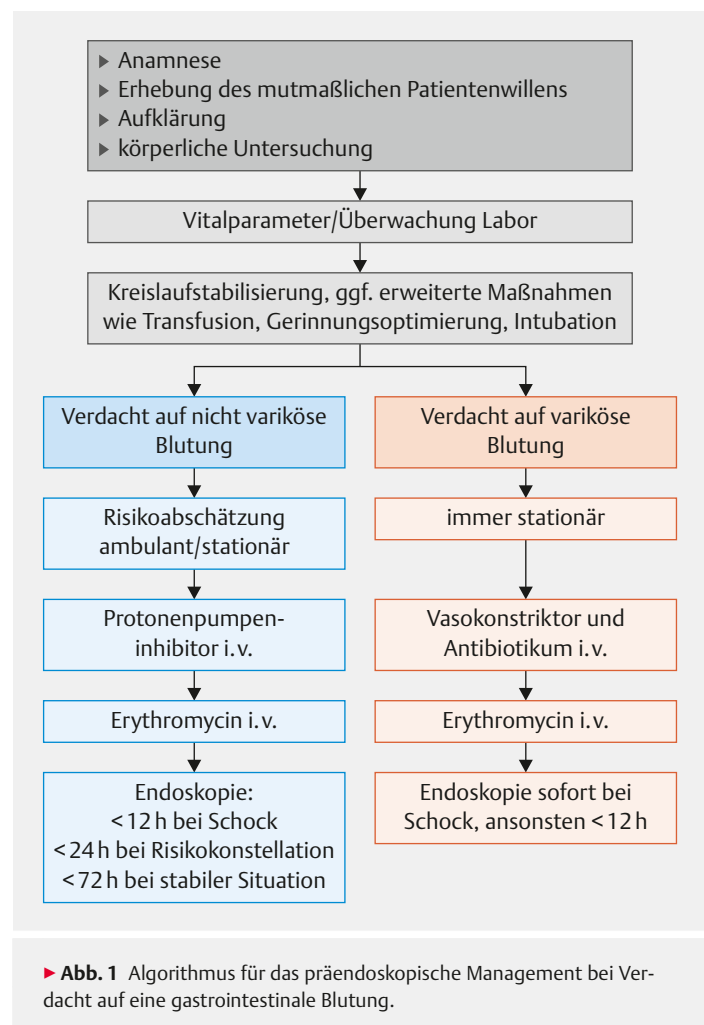 ▶ Anamnese
▶ Erhebung des mutmaßlichen Patientenwillens
▶ Aufklärung
▶ körperliche Untersuchung
Vitalparameter/Überwachung Labor
Kreislaufstabilisierung, ggf. erweiterte Maßnahmen
wie Transfusion, Gerinnungsoptimierung, Intubation
Verdacht auf nicht variköse
Blutung
Risikoabschätzung
ambulant/stationär
Protonenpumpen-
inhibitor i. v.
Erythromycin i. v.
Endoskopie:
< 12 h bei Schock
< 24 h bei Risikokonstellation
< 72 h bei stabiler Situation
Verdacht auf variköse
Blutung
immer stationär
Vasokonstriktor und
Antibiotikum i. v.
Erythromycin i. v.
Endoskopie sofort bei
Schock, ansonsten < 12 h
▶ Abb. 1 Algorithmus für das präendoskopische Management bei Ver-
dacht auf eine gastrointestinale Blutung.